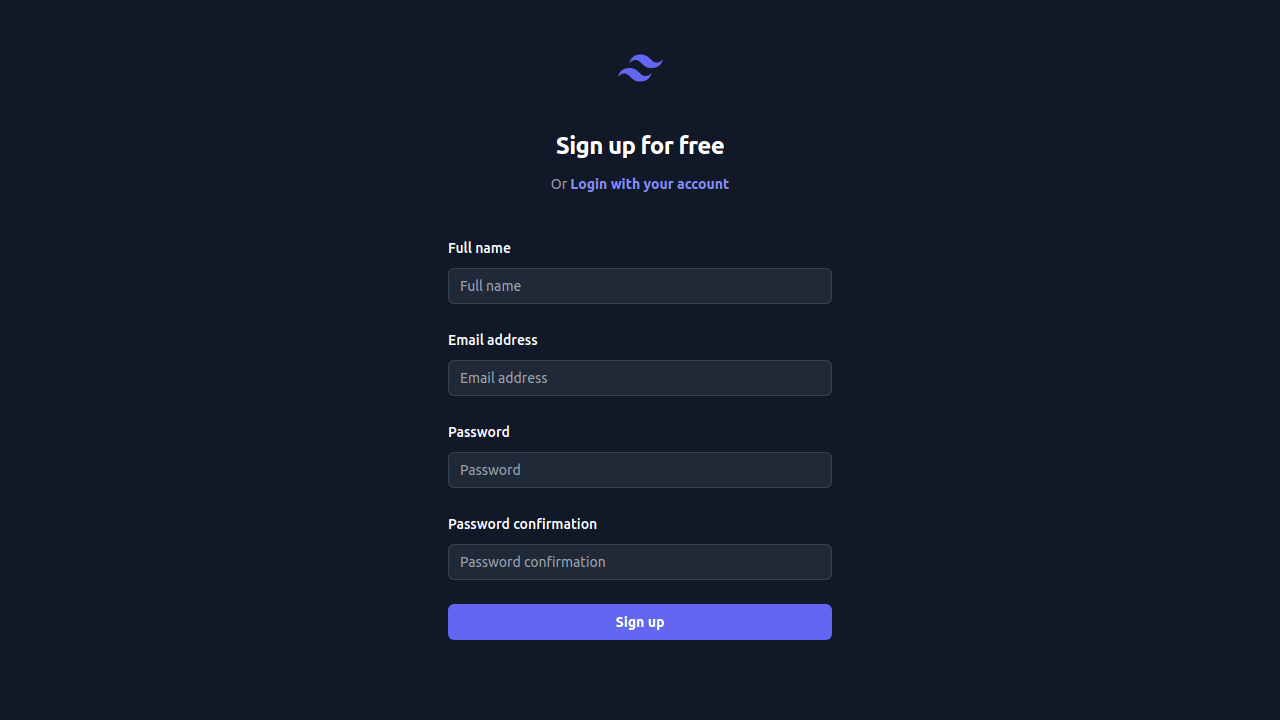 Sign up for free
Or Login with your account
Full name
Full name
Email address
Email address
Password
Password
Password confirmation
Password confirmation
Sign up